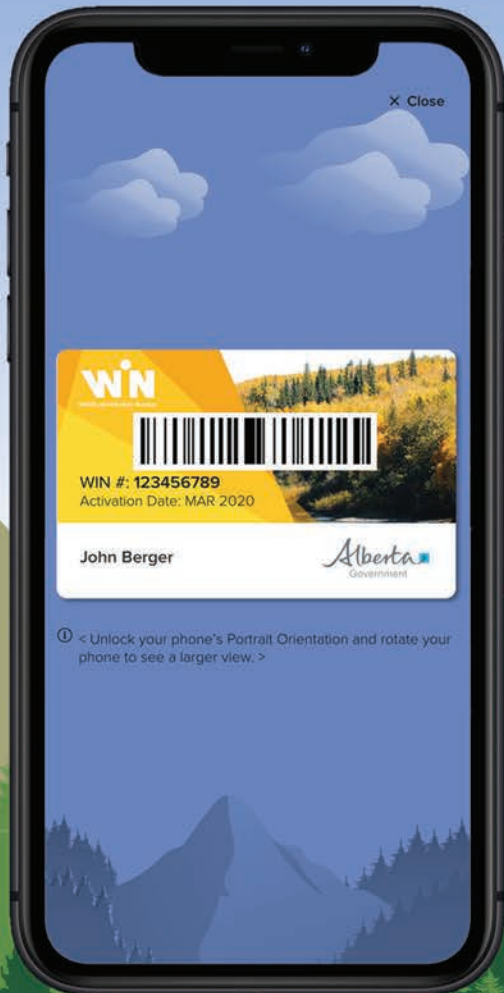 × Close
WiN
WIN #: 123456789
Activation Date: MAR 2020
John Berger
Alberta
Government
< Unlock your phone's Portrait Orientation and rotate your
phone to see a larger view. >